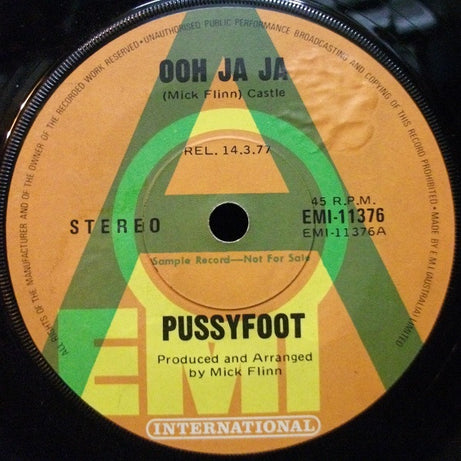 ALL RIGHTS OF THE MANUFACTURER AND OF THE OWNER OF THE RECORDED WORK RESERVED•UNAUTHORISED PUBLIC PERFORMANCE BROADCASTING AND COPYING OF THIS RECORD PROHIBITED•MADE BY E.M.I. (AUSTRALIA) LIMITED
A
OOH JA JA
(Mick Flinn) Castle
REL. 14.3.77
45 R.P.M.
STEREO
EMI-11376
EMI-11376A
Sample Record—Not For Sale
PUSSYFOOT
Produced and Arranged
by Mick Flinn
EMI
INTERNATIONAL